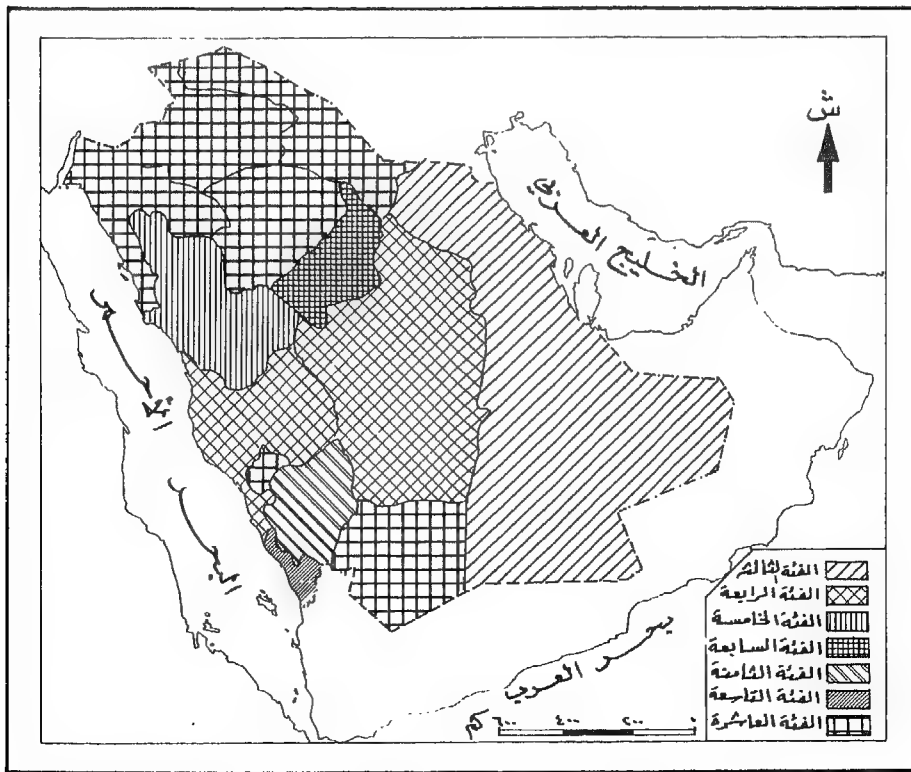 ش
الخليج العربي
البحر الأحمر
بحر العرب
الفئة الثالثة
الفئة الرابعة
الفئة الخامسة
الفئة السابعة
الفئة الثامنة
الفئة التاسعة
الفئة العاشرة
٠ ٢٠٠ ٤٠٠ ٦٠٠ كم